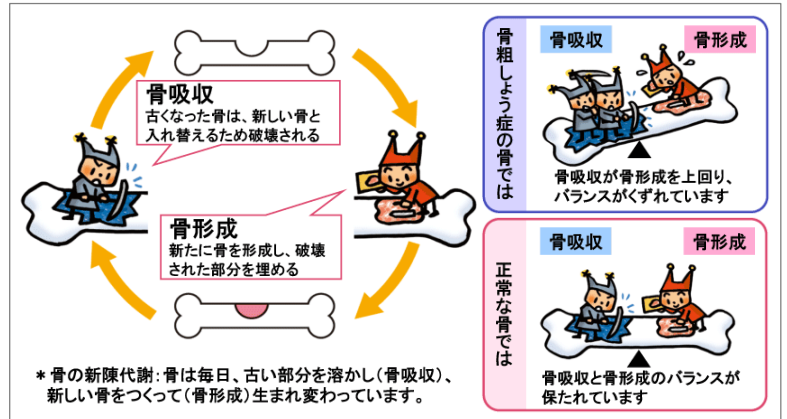 骨吸収
古くなった骨は、新しい骨と
入れ替えるため破壊される
骨形成
新たに骨を形成し、破壊
された部分を埋める
*骨の新陳代謝:骨は毎日、古い部分を溶かし(骨吸収)、
新しい骨をつくって(骨形成)生まれ変わっています。
骨粗しょう症の骨では
骨吸収
骨形成
骨吸収が骨形成を上回り、
バランスがくずれています
正常な骨では
骨吸収
骨形成
骨吸収と骨形成のバランスが
保たれています